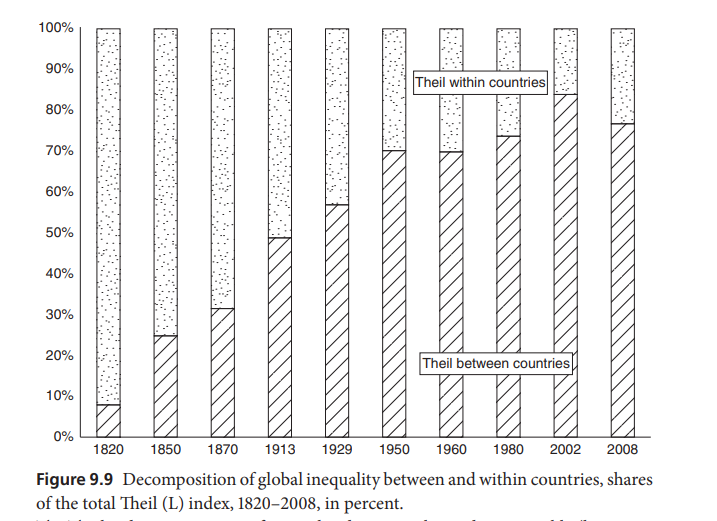 100%
90%
Theil within countries
80%
70%
60%
50%
40%
30%
20%
Theil between countries
10%
0%
1820 1850 1870 1913 1929 1950 1960 1980 2002 2008
Figure 9.9 Decomposition of global inequality between and within countries, shares
of the total Theil (L) index, 1820–2008, in percent.